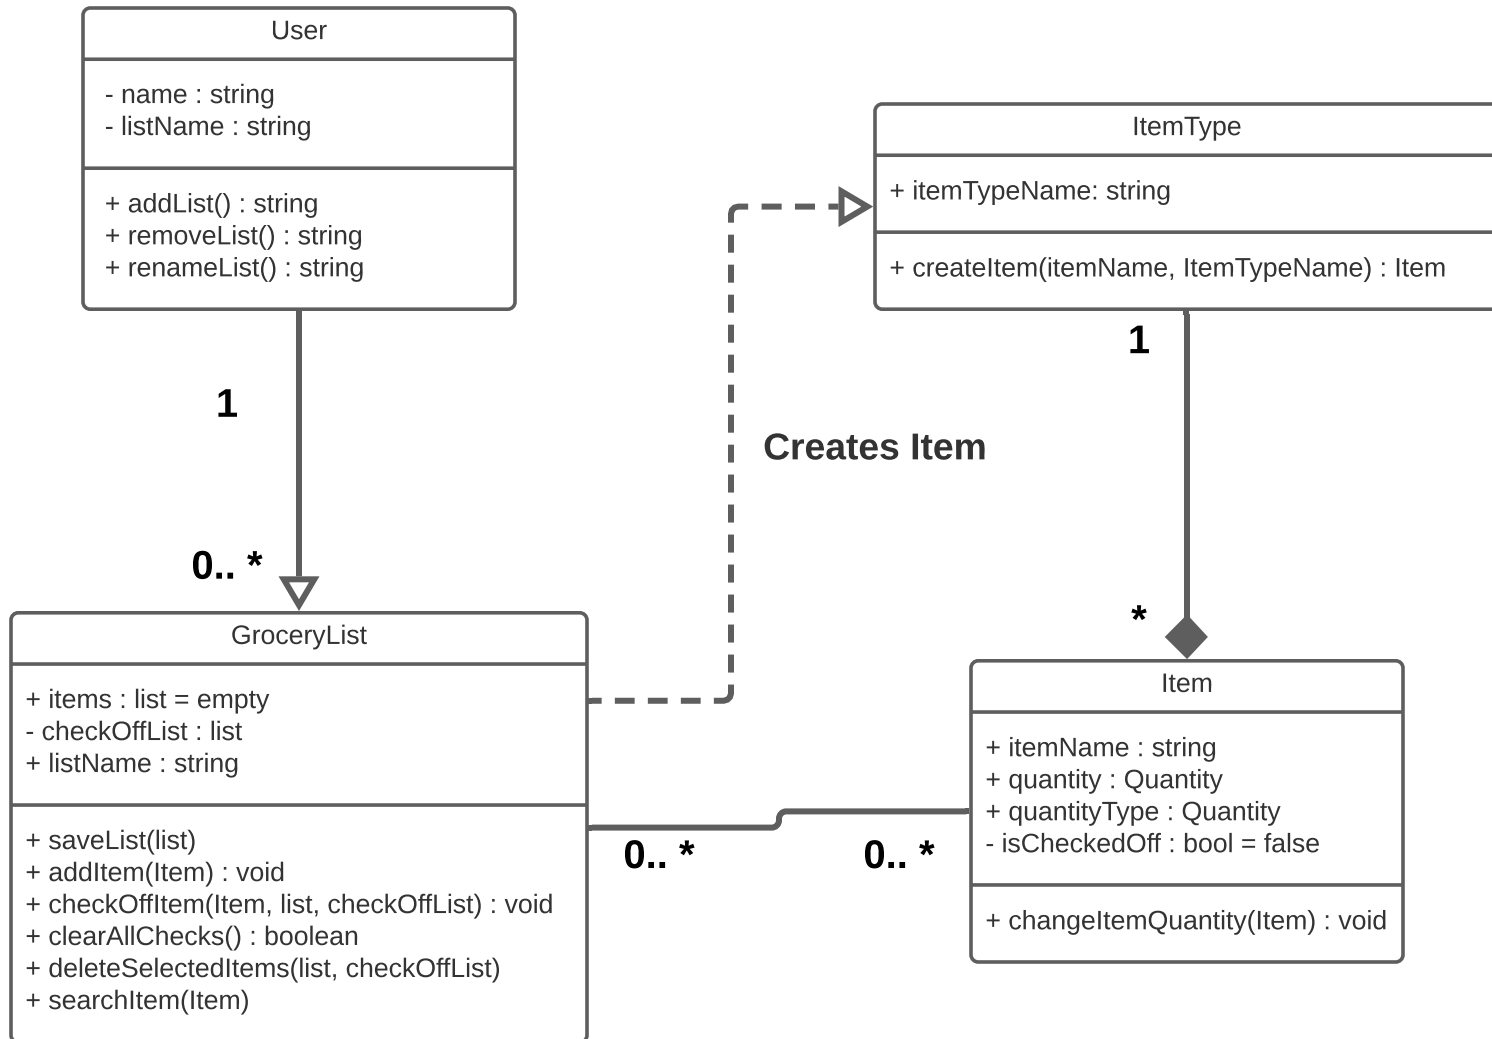 User
- name : string
- listName : string
+ addList() : string
+ removeList() : string
+ renameList() : string
ItemType
+ itemTypeName: string
+ createItem(itemName, ItemTypeName) : Item
1
1
Creates Item
0.. *
*
GroceryList
+ items : list = empty
- checkOffList : list
+ listName : string
+ saveList(list)
+ addItem(Item) : void
+ checkOffItem(Item, list, checkOffList) : void
+ clearAllChecks() : boolean
+ deleteSelectedItems(list, checkOffList)
+ searchItem(Item)
0.. *
0.. *
Item
+ itemName : string
+ quantity : Quantity
+ quantityType : Quantity
- isCheckedOff : bool = false
+ changeItemQuantity(Item) : void